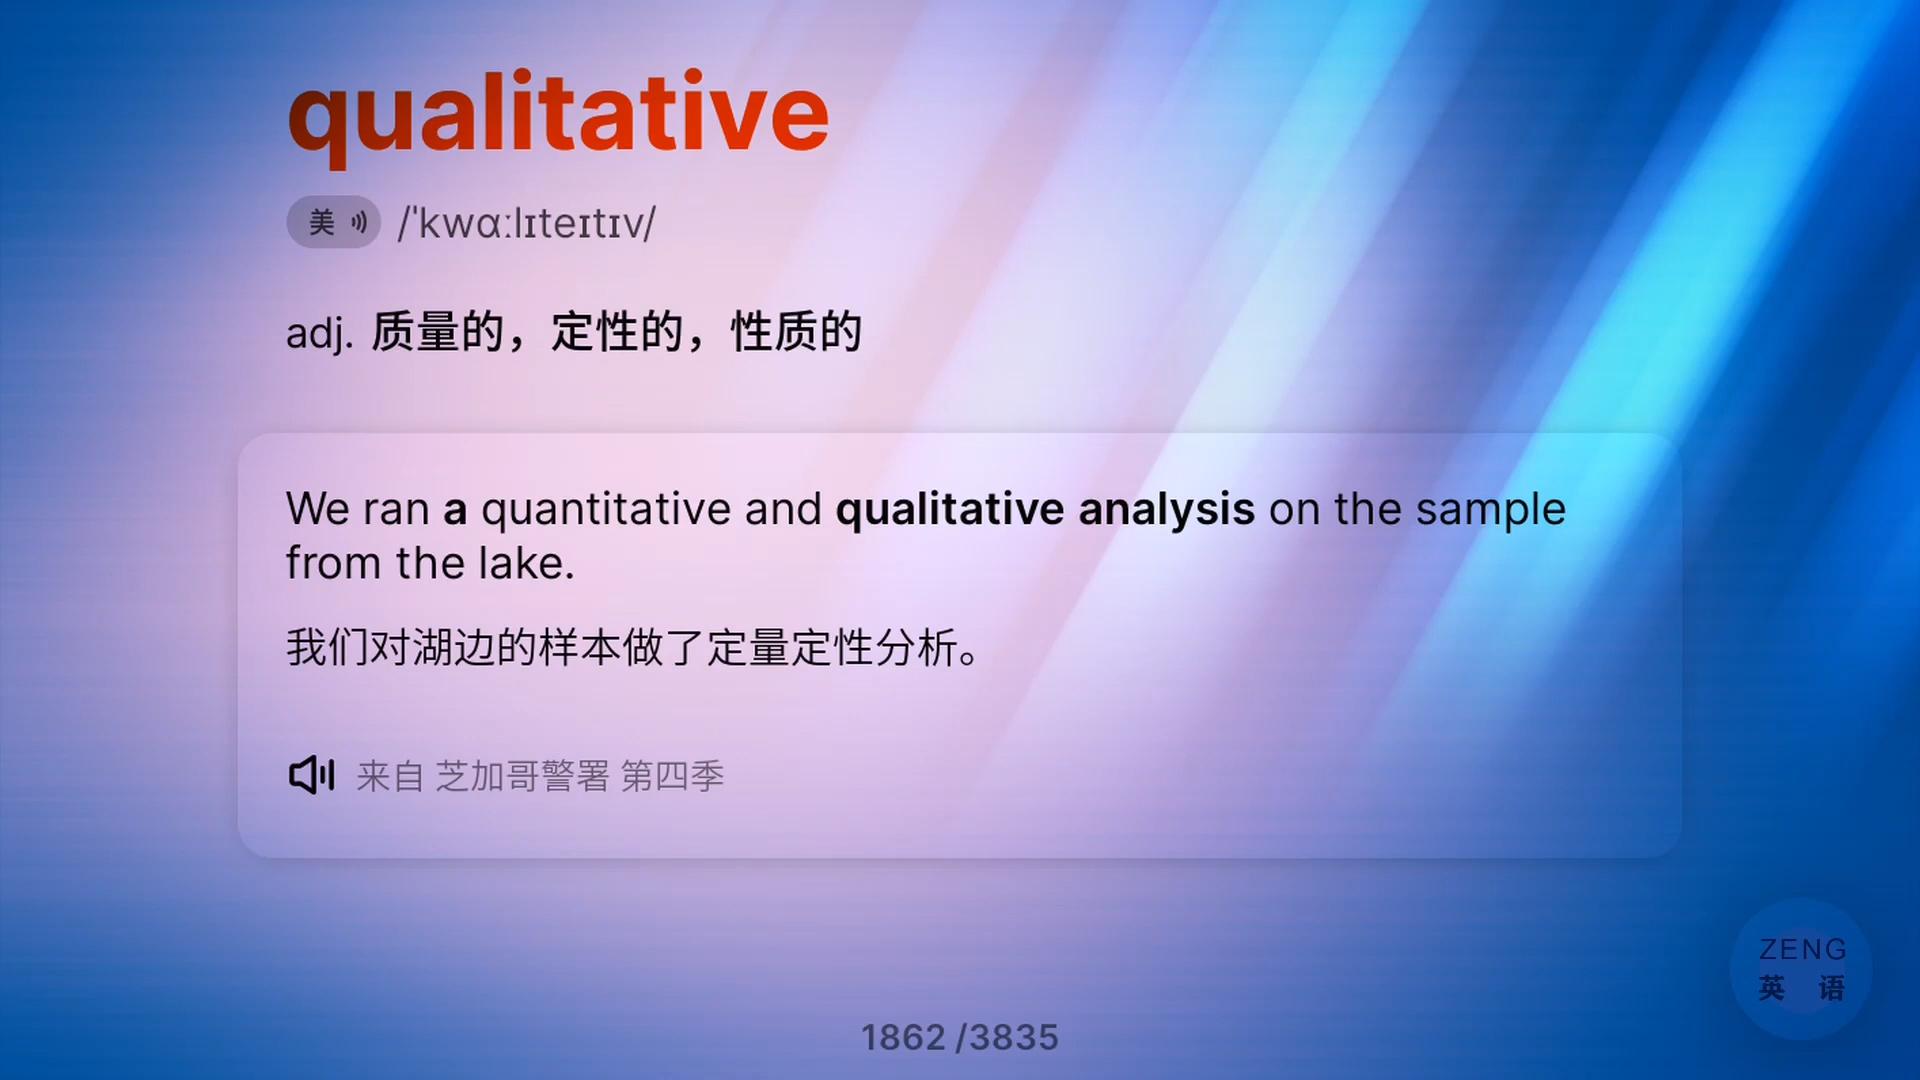 qualitative
美 /ˈkwɑːlɪteɪtɪv/
adj. 质量的，定性的，性质的
We ran a quantitative and qualitative analysis on the sample
from the lake.
我们对湖边的样本做了定量定性分析。
来自 芝加哥警署 第四季
ZENG
英 语
1862 /3835